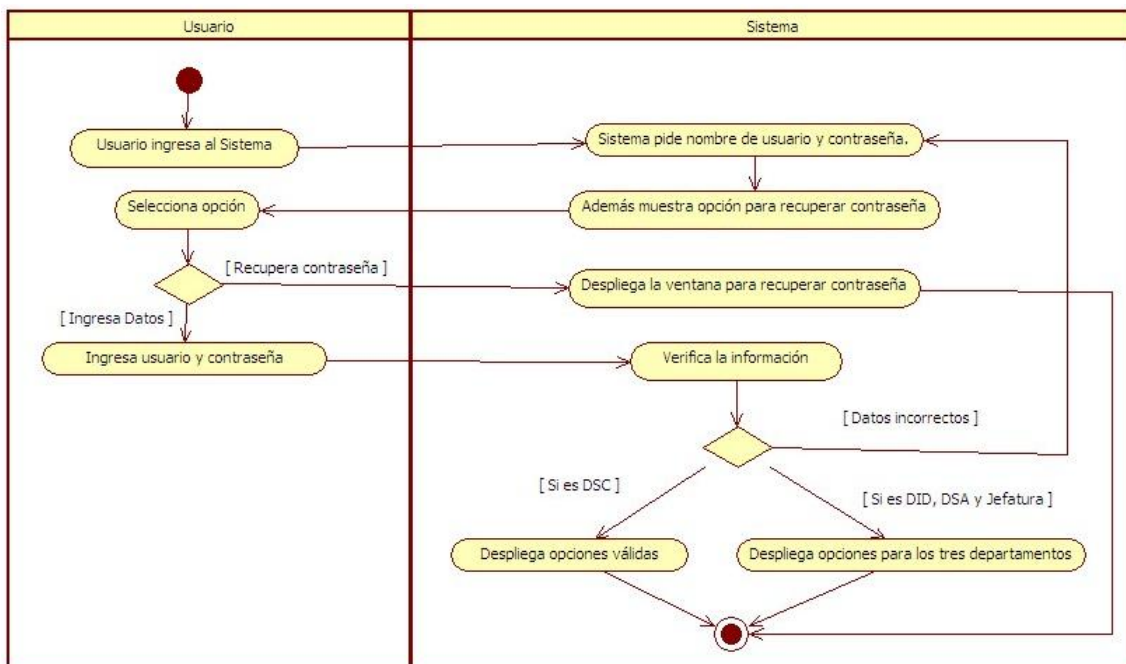 Usuario
Sistema
Usuario ingresa al Sistema
Sistema pide nombre de usuario y contraseña.
Selecciona opción
Además muestra opción para recuperar contraseña
[ Recupera contraseña ]
Despliega la ventana para recuperar contraseña
[ Ingresa Datos ]
Ingresa usuario y contraseña
Verifica la información
[ Datos incorrectos ]
[ Si es DSC ]
[ Si es DID, DSA y Jefatura ]
Despliega opciones válidas
Despliega opciones para los tres departamentos